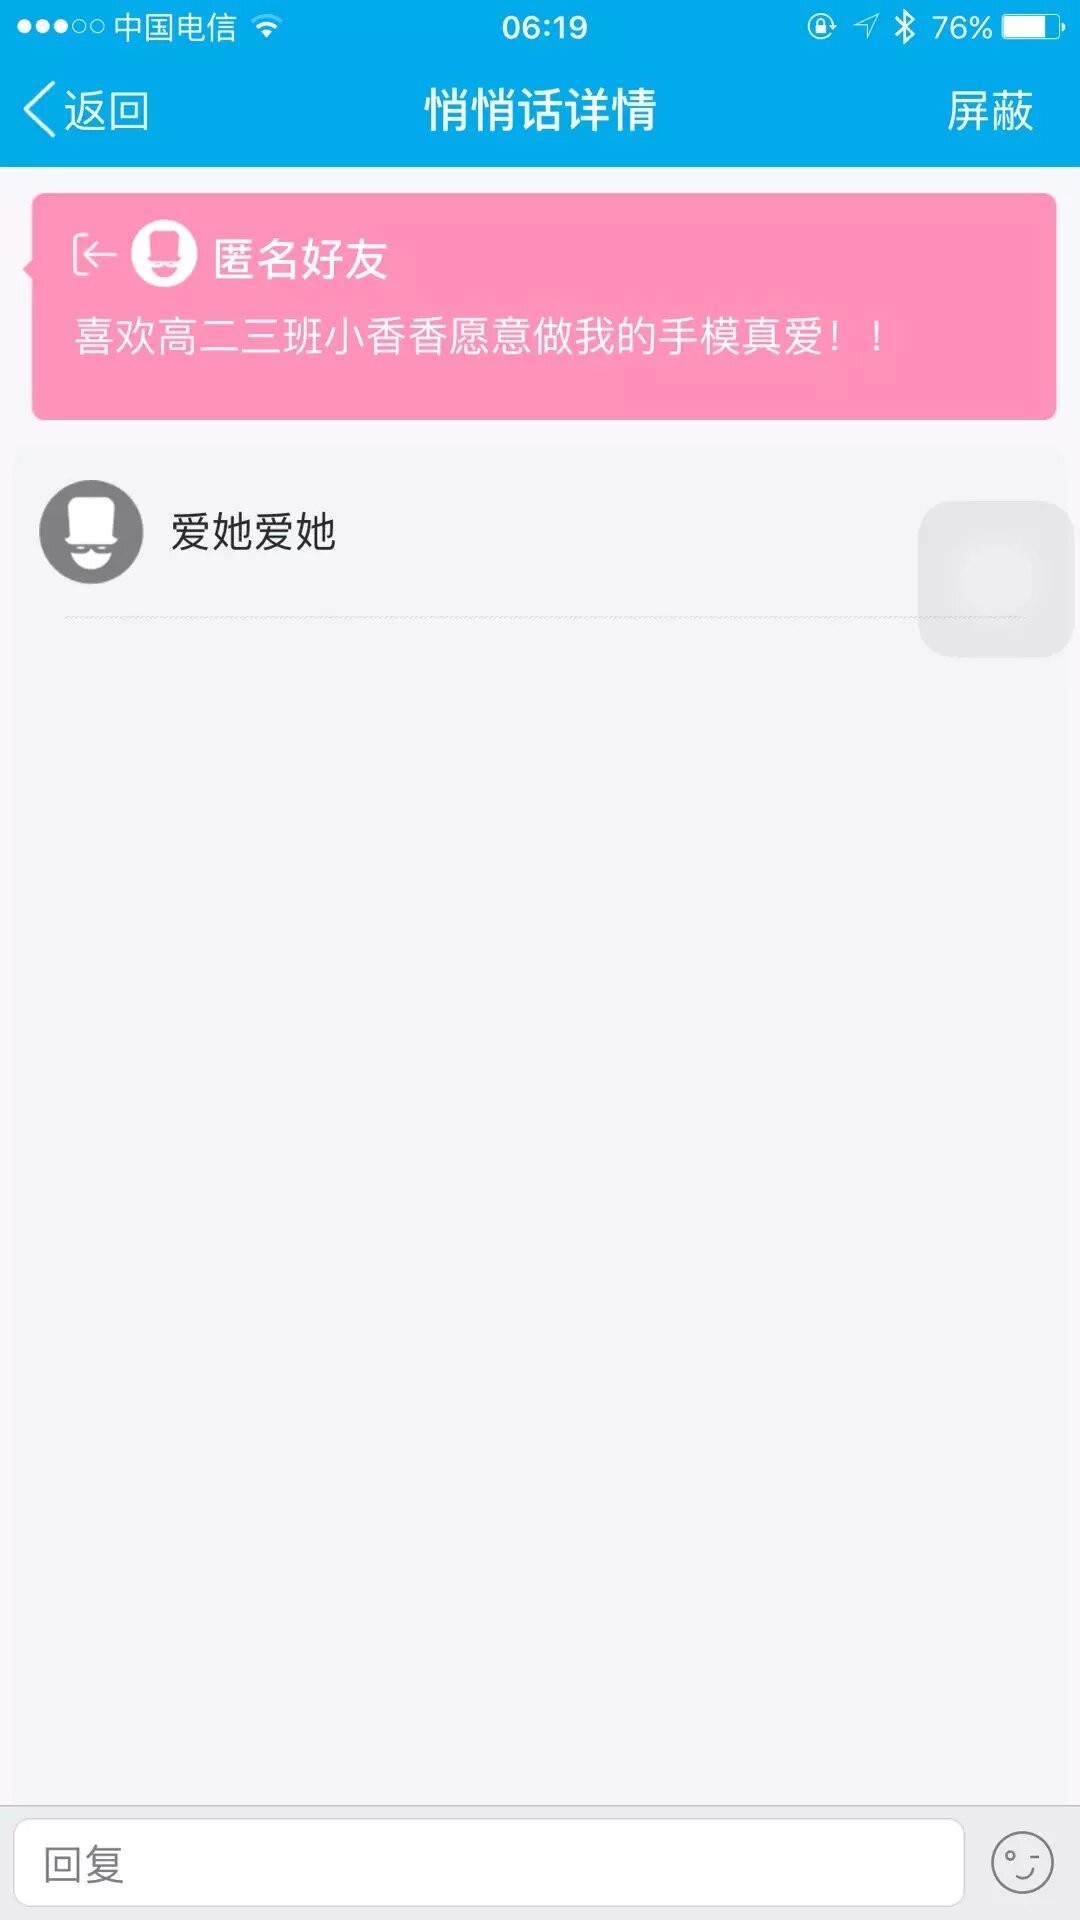 中国电信 06:19 76%
返回 悄悄话详情 屏蔽
匿名好友
喜欢高二三班小香香愿意做我的手模真爱！！
爱她爱她
回复